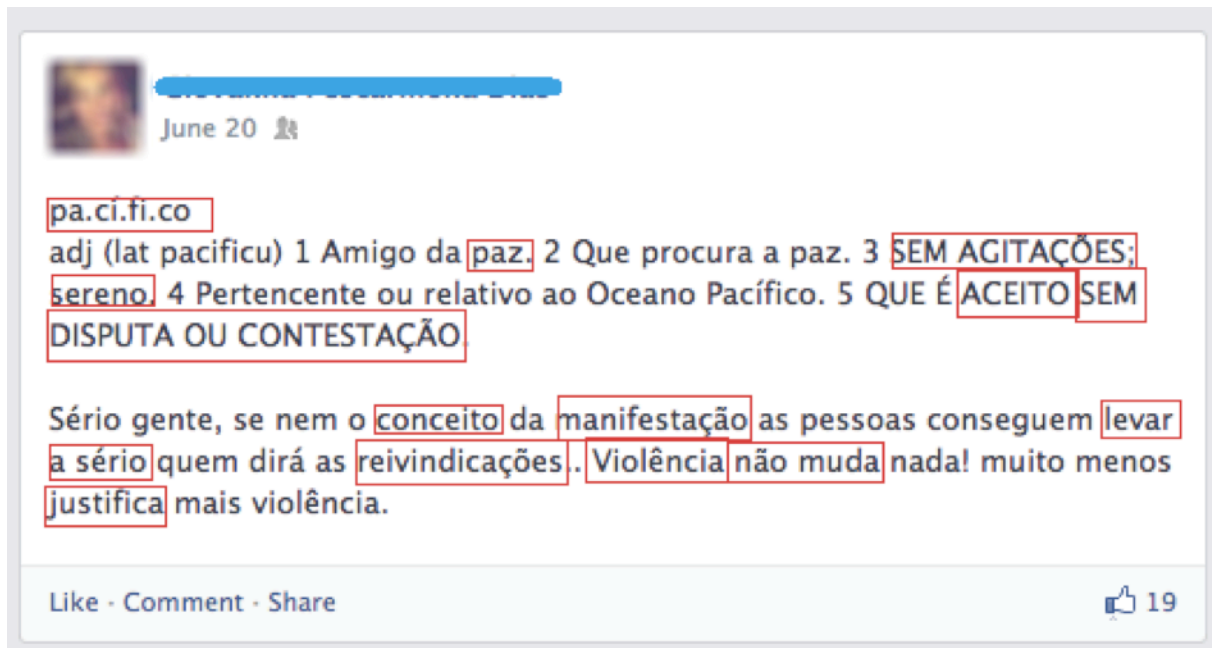 June 20
pa.cí.fi.co
adj (lat pacificu) 1 Amigo da paz. 2 Que procura a paz. 3 SEM AGITAÇÕES;
sereno. 4 Pertencente ou relativo ao Oceano Pacífico. 5 QUE É ACEITO SEM
DISPUTA OU CONTESTAÇÃO.
Sério gente, se nem o conceito da manifestação as pessoas conseguem levar
a sério quem dirá as reivindicações.. Violência não muda nada! muito menos
justifica mais violência.
Like · Comment · Share 19